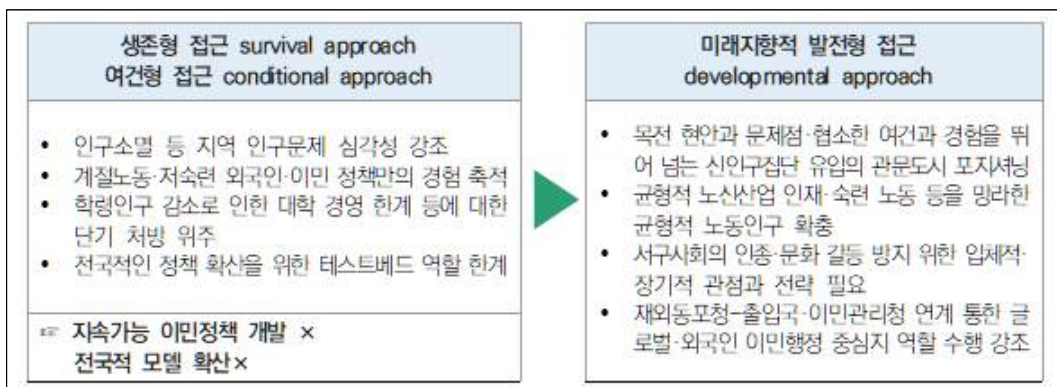 생존형 접근 survival approach
여건형 접근 conditional approach
• 인구소멸 등 지역 인구문제 심각성 강조
• 계절노동·저숙련 외국인·이민 정책만의 경험 축적
• 학령인구 감소로 인한 대학 경영 한계 등에 대한
단기 처방 위주
• 전국적인 정책 확산을 위한 테스트베드 역할 한계
☞ 지속가능 이민정책 개발 ×
전국적 모델 확산×
미래지향적 발전형 접근
developmental approach
• 목전 현안과 문제점·협소한 여건과 경험을 뛰
어 넘는 신인구집단 유입의 관문도시 포지셔닝
• 균형적 노신산업 인재·숙련 노동 등을 망라한
균형적 노동인구 확충
• 서구사회의 인종·문화 갈등 방지 위한 입체적·
장기적 관점과 전략 필요
• 재외동포청-출입국·이민관리청 연계 통한 글
로벌·외국인 이민행정 중심지 역할 수행 강조